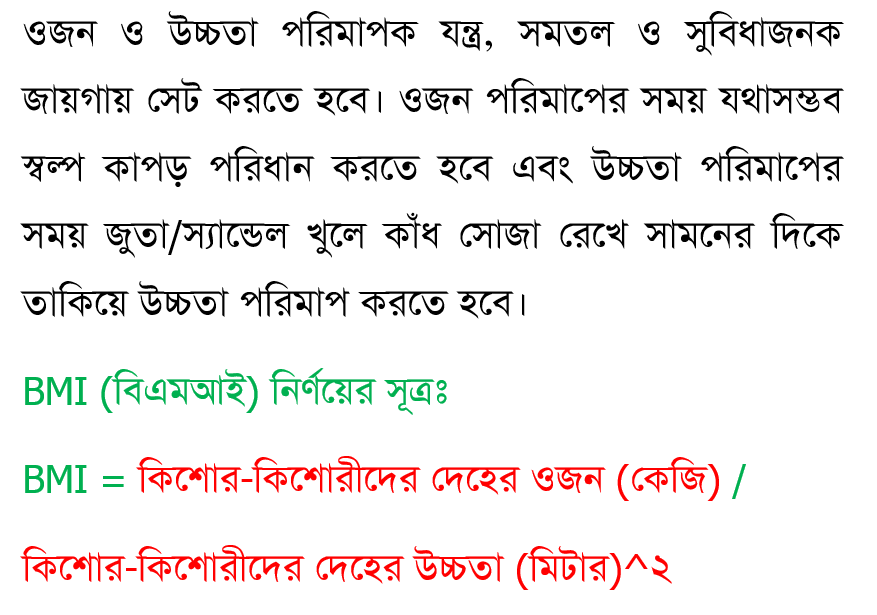 ওজন ও উচ্চতা পরিমাপক যন্ত্র, সমতল ও সুবিধাজনক
জায়গায় সেট করতে হবে। ওজন পরিমাপের সময় যথাসম্ভব
স্বল্প কাপড় পরিধান করতে হবে এবং উচ্চতা পরিমাপের
সময় জুতা/স্যান্ডেল খুলে কাঁধ সোজা রেখে সামনের দিকে
তাকিয়ে উচ্চতা পরিমাপ করতে হবে।
BMI (বিএমআই) নির্ণয়ের সূত্রঃ
BMI = কিশোর-কিশোরীদের দেহের ওজন (কেজি) /
কিশোর-কিশোরীদের দেহের উচ্চতা (মিটার)^২